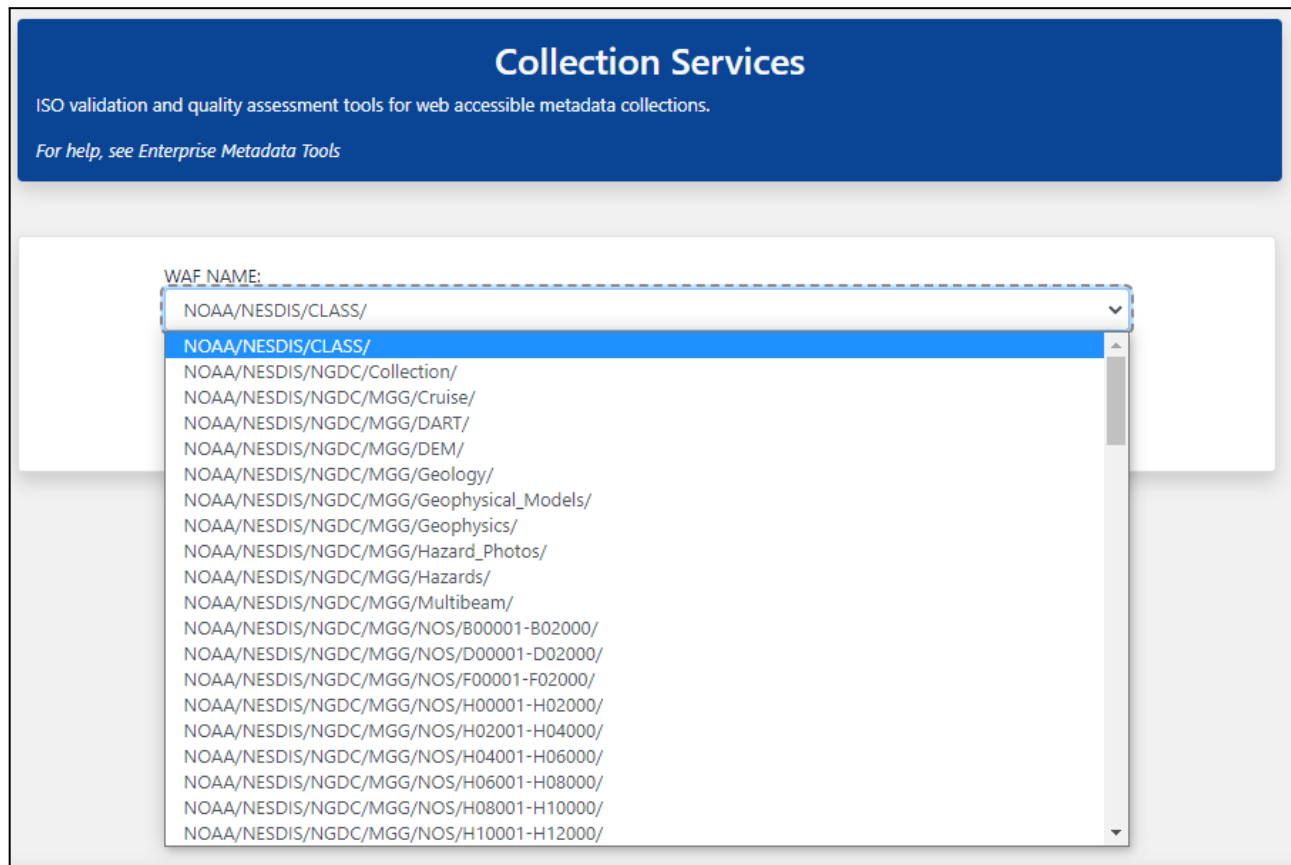 Collection Services
ISO validation and quality assessment tools for web accessible metadata collections.
For help, see Enterprise Metadata Tools
WAF NAME:
NOAA/NESDIS/CLASS/
NOAA/NESDIS/CLASS/
NOAA/NESDIS/NGDC/Collection/
NOAA/NESDIS/NGDC/MGG/Cruise/
NOAA/NESDIS/NGDC/MGG/DART/
NOAA/NESDIS/NGDC/MGG/DEM/
NOAA/NESDIS/NGDC/MGG/Geology/
NOAA/NESDIS/NGDC/MGG/Geophysical_Models/
NOAA/NESDIS/NGDC/MGG/Geophysics/
NOAA/NESDIS/NGDC/MGG/Hazard_Photos/
NOAA/NESDIS/NGDC/MGG/Hazards/
NOAA/NESDIS/NGDC/MGG/Multibeam/
NOAA/NESDIS/NGDC/MGG/NOS/B00001-B02000/
NOAA/NESDIS/NGDC/MGG/NOS/D00001-D02000/
NOAA/NESDIS/NGDC/MGG/NOS/F00001-F02000/
NOAA/NESDIS/NGDC/MGG/NOS/H00001-H02000/
NOAA/NESDIS/NGDC/MGG/NOS/H02001-H04000/
NOAA/NESDIS/NGDC/MGG/NOS/H04001-H06000/
NOAA/NESDIS/NGDC/MGG/NOS/H06001-H08000/
NOAA/NESDIS/NGDC/MGG/NOS/H08001-H10000/
NOAA/NESDIS/NGDC/MGG/NOS/H10001-H12000/